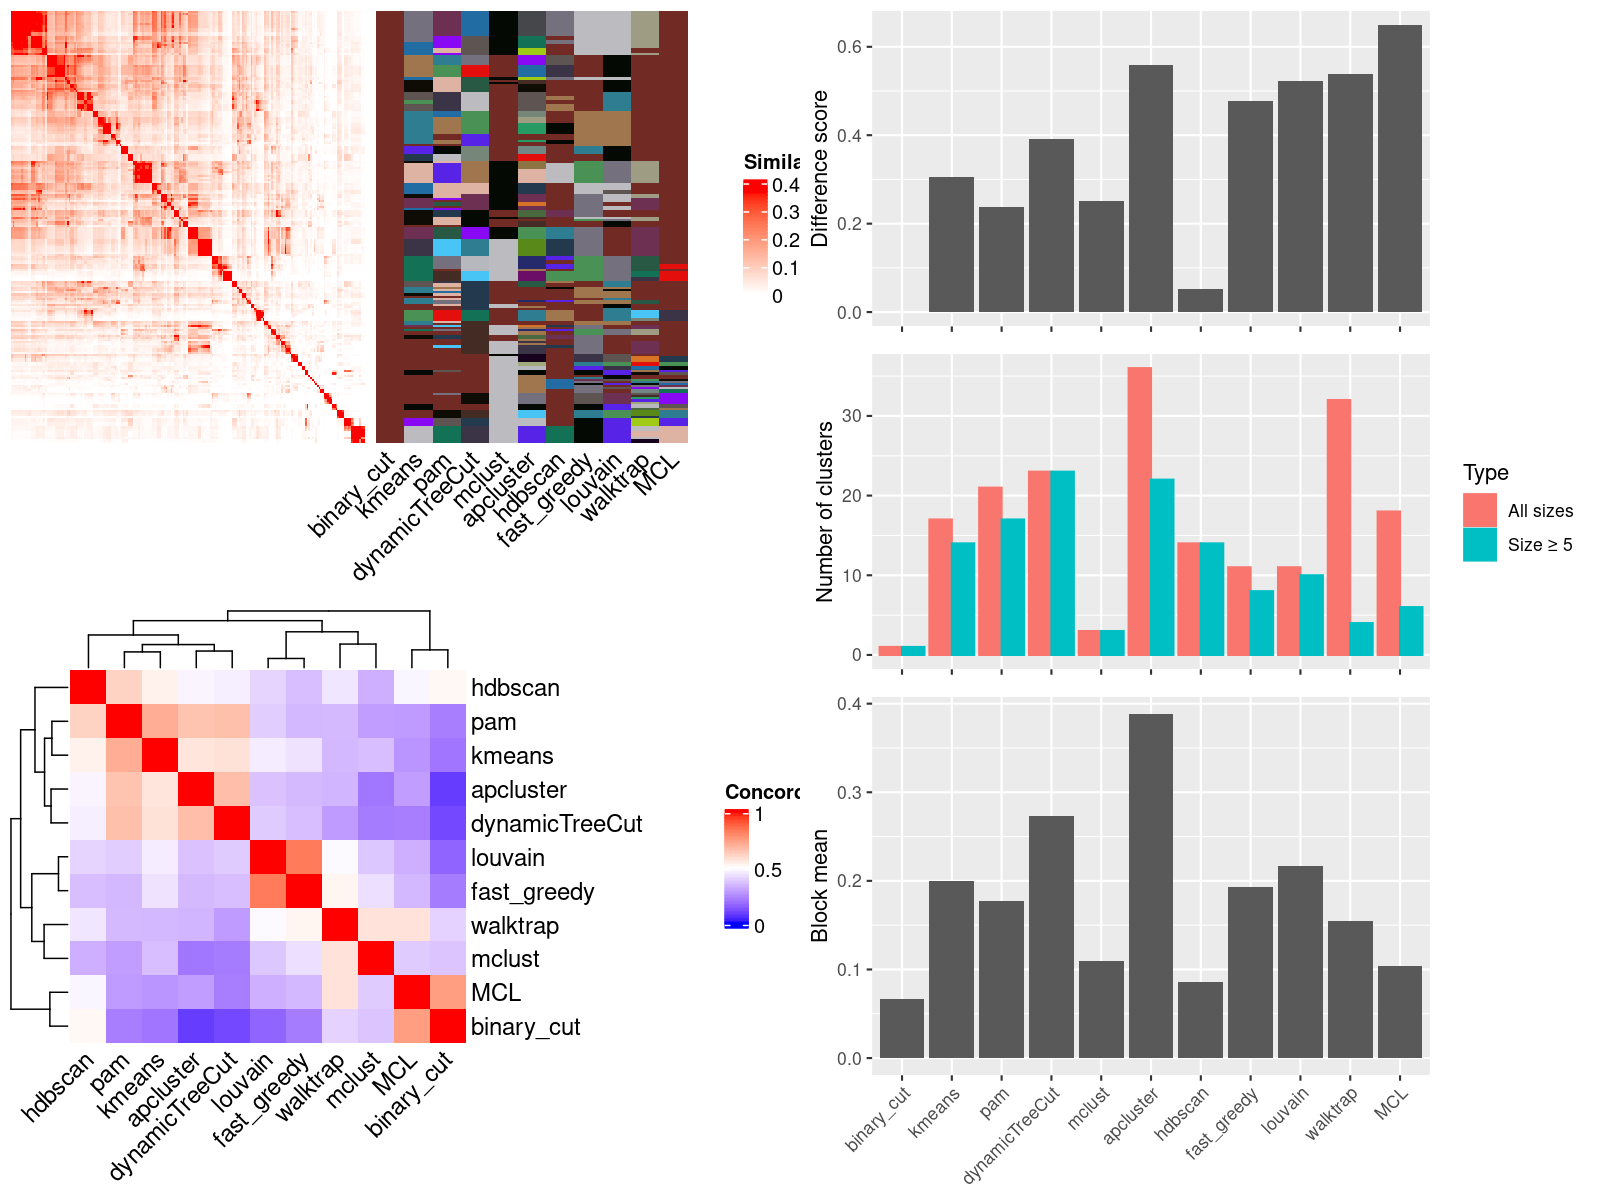 Simila
0.4
0.3
0.2
0.1
0
binary_cut
kmeans
pam
dynamicTreeCut
mclust
apcluster
hdbscan
fast_greedy
louvain
walktrap
MCL
hdbscan
pam
kmeans
apcluster
dynamicTreeCut
louvain
fast_greedy
walktrap
mclust
MCL
binary_cut
hdbscan
pam
kmeans
apcluster
dynamicTreeCut
louvain
fast_greedy
walktrap
mclust
MCL
binary_cut
Concord
1
0.5
0
Difference score
0.6
0.4
0.2
0.0
Number of clusters
30
20
10
0
Type
All sizes
Size ≥ 5
Block mean
0.4
0.3
0.2
0.1
0.0
binary_cut
kmeans
pam
dynamicTreeCut
mclust
apcluster
hdbscan
fast_greedy
louvain
walktrap
MCL